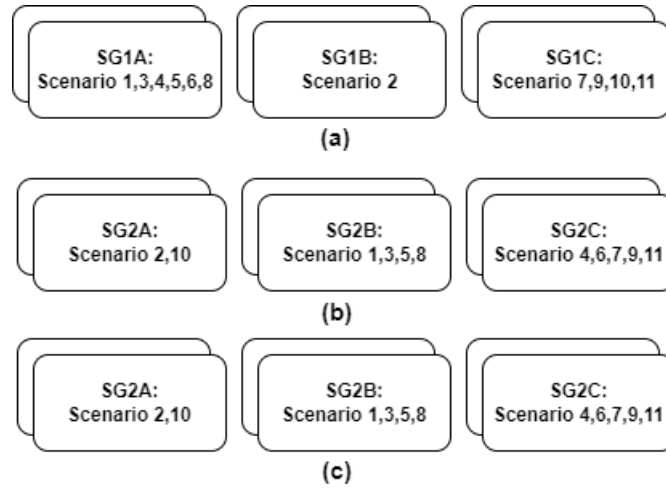 SG1A:
Scenario 1,3,4,5,6,8
SG1B:
Scenario 2
SG1C:
Scenario 7,9,10,11
(a)
SG2A:
Scenario 2,10
SG2B:
Scenario 1,3,5,8
SG2C:
Scenario 4,6,7,9,11
(b)
SG2A:
Scenario 2,10
SG2B:
Scenario 1,3,5,8
SG2C:
Scenario 4,6,7,9,11
(c)